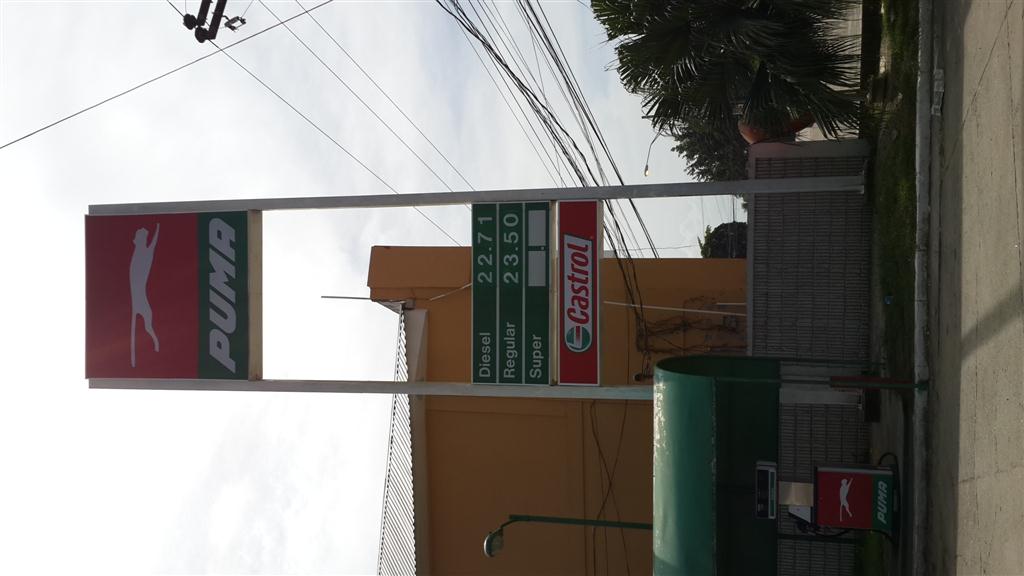 PUMA
Diesel 22.71
Regular 23.50
Super
Castrol
PUMA